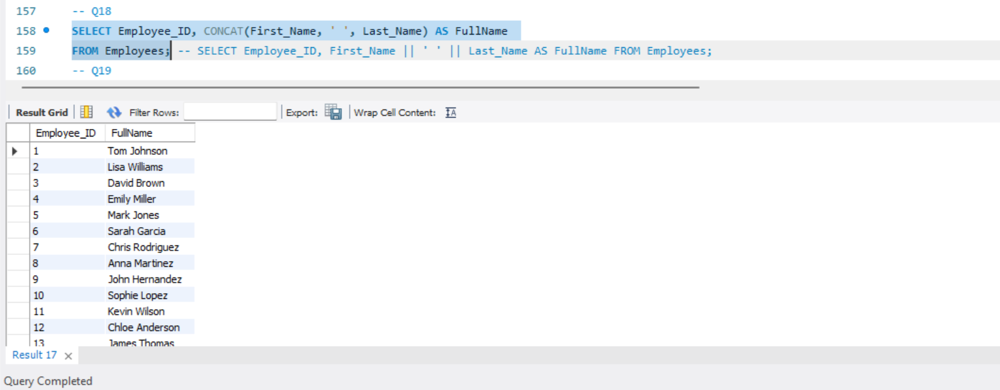 157 -- Q18
158 SELECT Employee_ID, CONCAT(First_Name, ' ', Last_Name) AS FullName
159 FROM Employees; -- SELECT Employee_ID, First_Name || ' ' || Last_Name AS FullName FROM Employees;
160 -- Q19
Result Grid Filter Rows: Export: Wrap Cell Content: IA
Employee_ID FullName
1 Tom Johnson
2 Lisa Williams
3 David Brown
4 Emily Miller
5 Mark Jones
6 Sarah Garcia
7 Chris Rodriguez
8 Anna Martinez
9 John Hernandez
10 Sophie Lopez
11 Kevin Wilson
12 Chloe Anderson
13 James Thomas
Result 17 ×
Query Completed